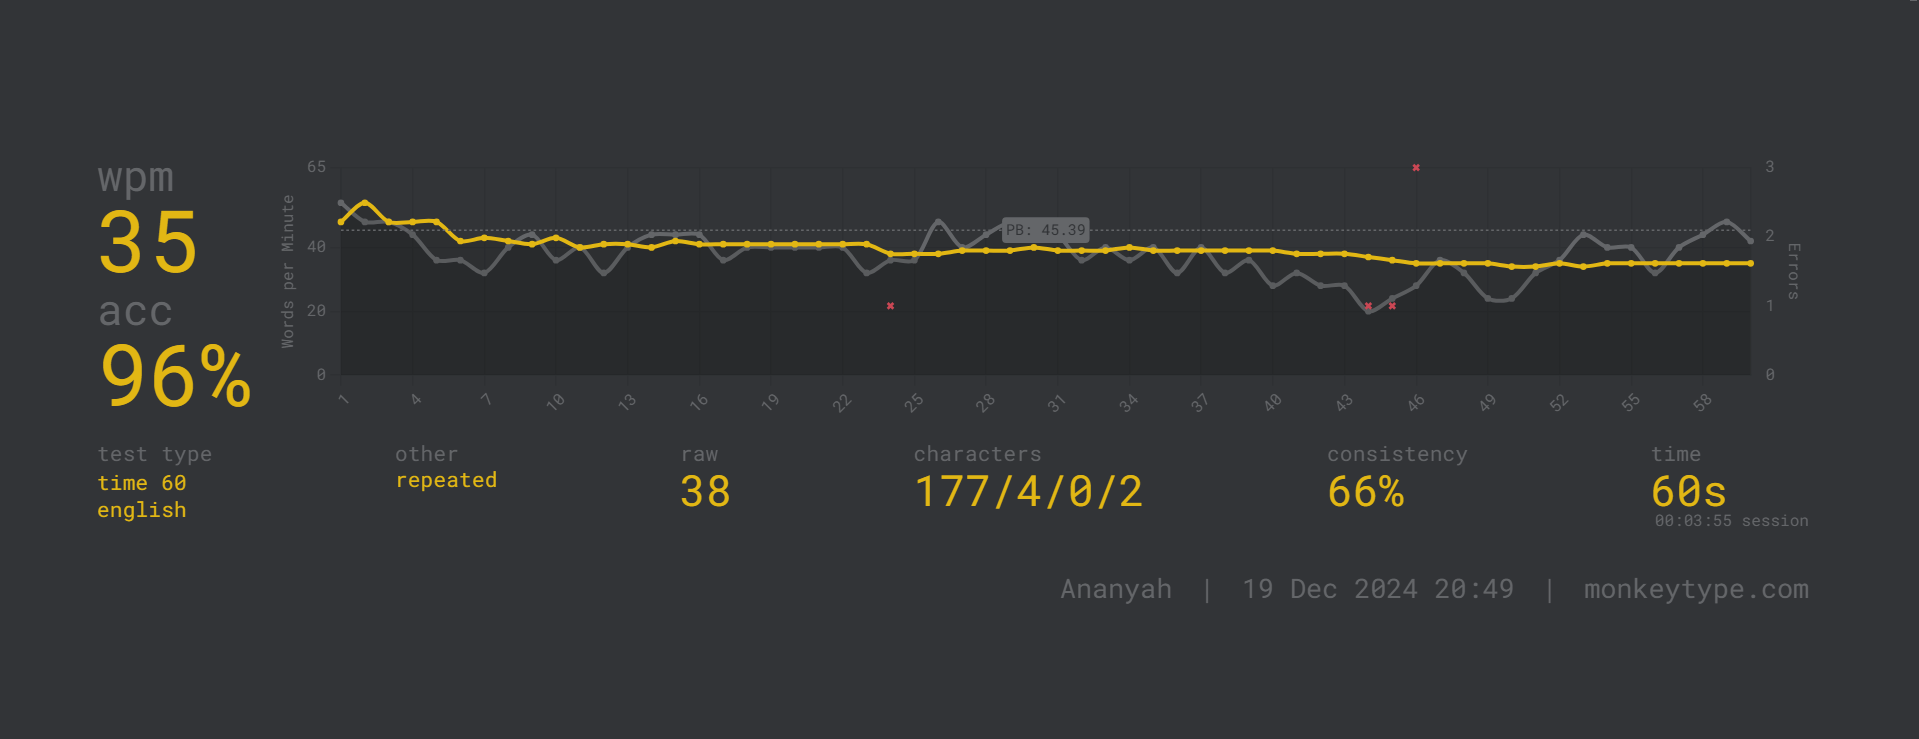 wpm
35
acc
96%
Words per Minute
65
40
20
0
PB: 45.39
3
2
1
0
Errors
1 4 7 10 13 16 19 22 25 28 31 34 37 40 43 46 49 52 55 58
test type
time 60
english
other
repeated
raw
38
characters
177/4/0/2
consistency
66%
time
60s
00:03:55 session
Ananyah | 19 Dec 2024 20:49 | monkeytype.com